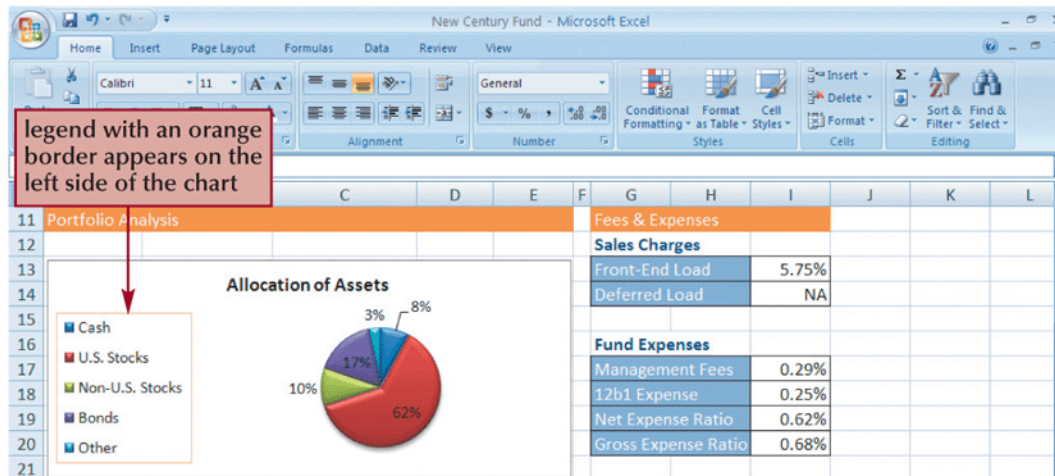 New Century Fund - Microsoft Excel
Home Insert Page Layout Formulas Data Review View
Calibri 11 A A General Insert Σ
$ % , .0 .00 .00 .0 Conditional Formatting Format as Table Cell Styles Delete Format Sort & Filter Find & Select
Alignment Number Styles Cells Editing
legend with an orange
border appears on the
left side of the chart
C D E F G H I J K L
11 Portfolio Analysis Fees & Expenses
12 Sales Charges
13 Front-End Load 5.75%
Allocation of Assets
14 Deferred Load NA
15
3% 8%
Cash
16 Fund Expenses
U.S. Stocks
17 Management Fees 0.29%
17%
Non-U.S. Stocks
10%
18 12b1 Expense 0.25%
Bonds
62%
19 Net Expense Ratio 0.62%
Other
20 Gross Expense Ratio 0.68%
21